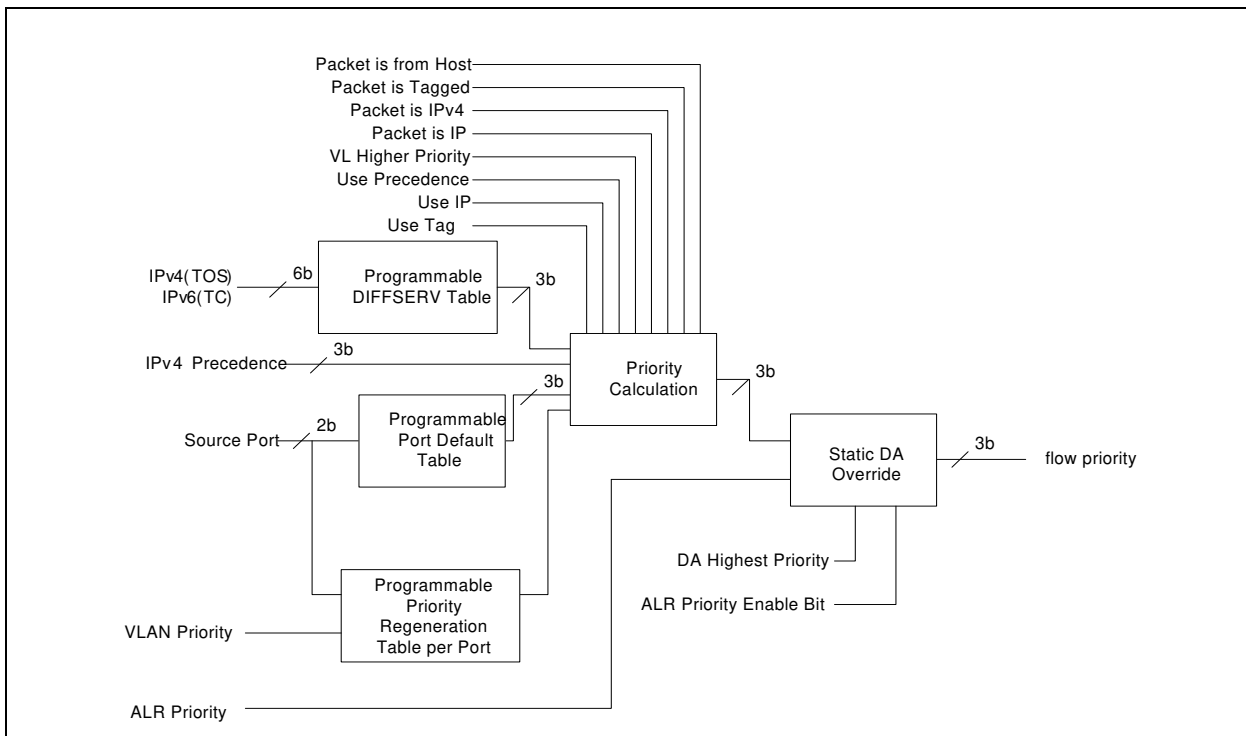 Packet is from Host
Packet is Tagged
Packet is IPv4
Packet is IP
VL Higher Priority
Use Precedence
Use IP
Use Tag
IPv4(TOS)
IPv6(TC)
6b
Programmable
DIFFSERV Table
3b
IPv4 Precedence
3b
Priority
Calculation
3b
3b
Source Port
2b
Programmable
Port Default
Table
Static DA
Override
3b
flow priority
DA Highest Priority
ALR Priority Enable Bit
Programmable
Priority
Regeneration
Table per Port
VLAN Priority
ALR Priority